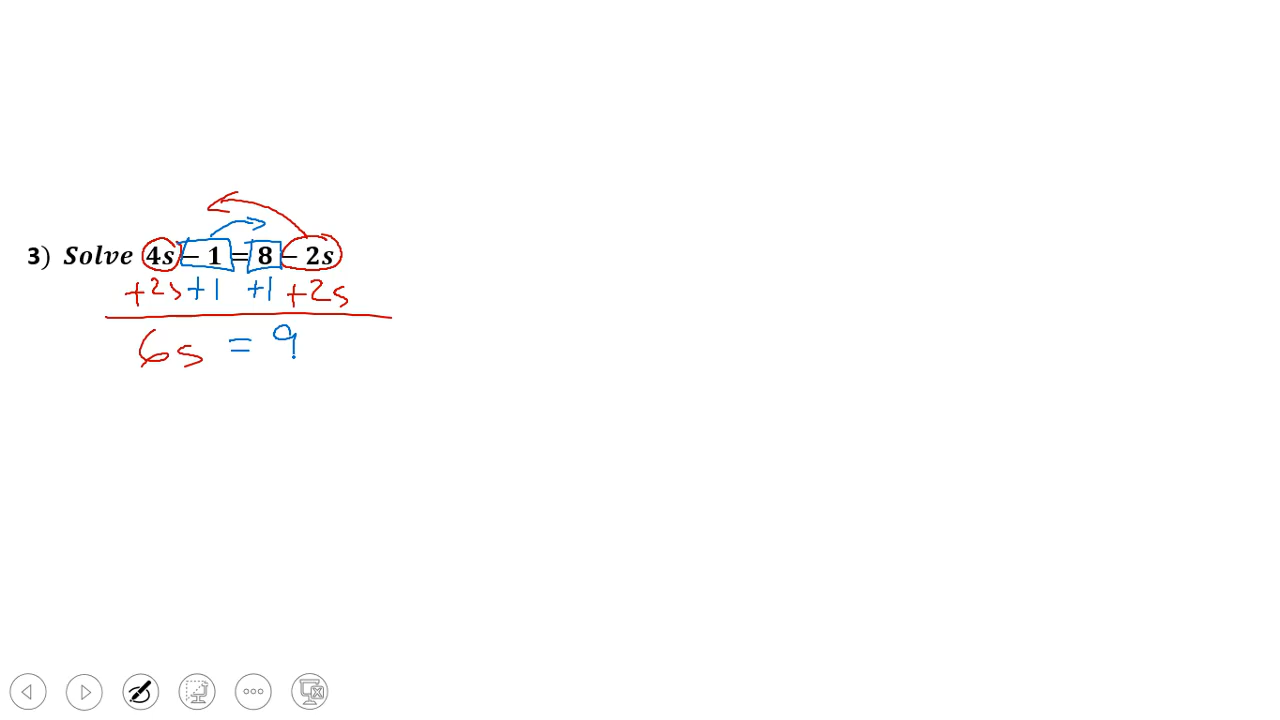 3) Solve 4s − 1 = 8 − 2s
+2s +1 +1 +2s
6s = 9